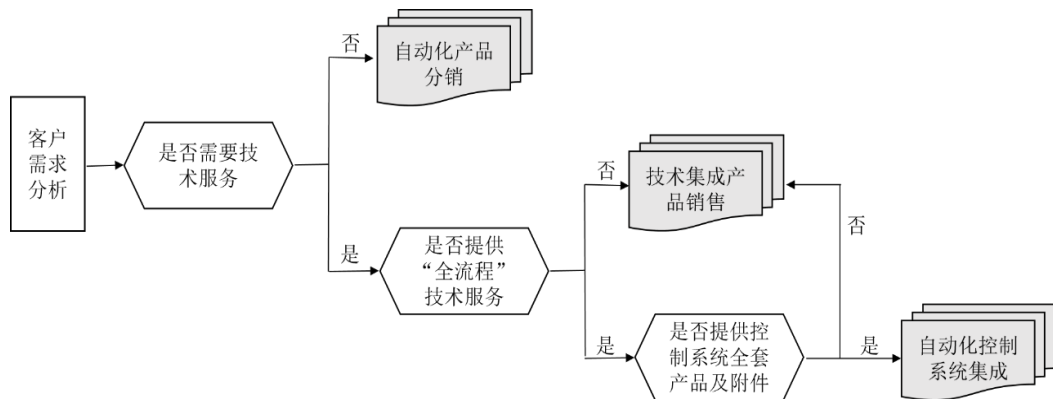 否
自动化产品
分销
客户
需求
分析
是否需要技
术服务
否
技术集成产
品销售
是
是否提供
“全流程”
技术服务
否
是
是否提供控
制系统全套
产品及附件
是
自动化控制
系统集成